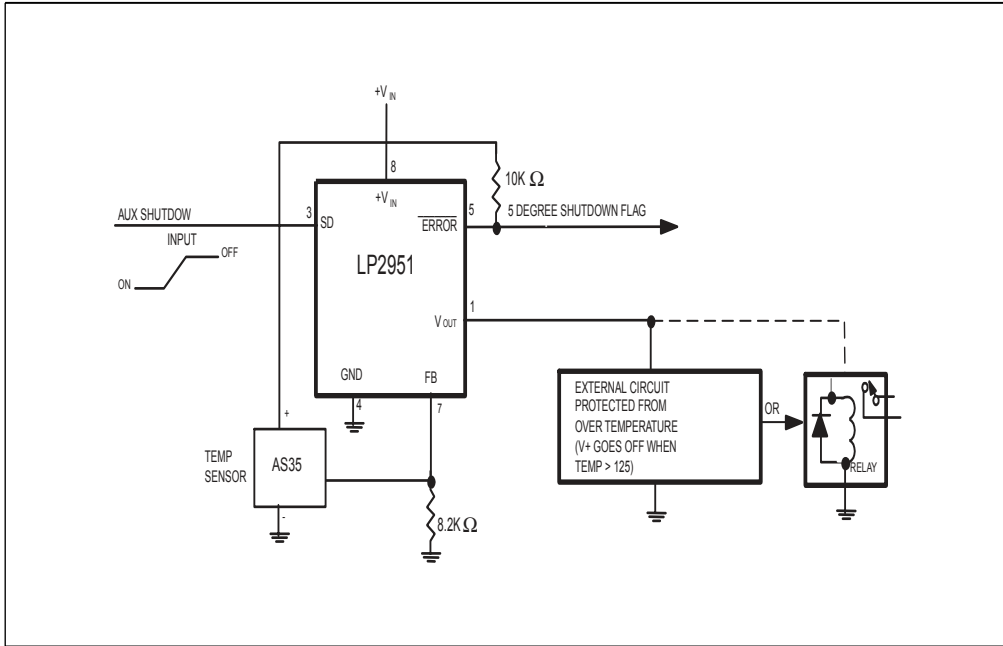 +V IN
8
+V IN
10K Ω
AUX SHUTDOW
3
SD
5
ERROR
5 DEGREE SHUTDOWN FLAG
INPUT
OFF
ON
LP2951
1
V OUT
GND
FB
4
7
EXTERNAL CIRCUIT
PROTECTED FROM
OVER TEMPERATURE
(V+ GOES OFF WHEN
TEMP > 125)
OR
RELAY
+
TEMP
SENSOR
AS35
-
8.2K Ω